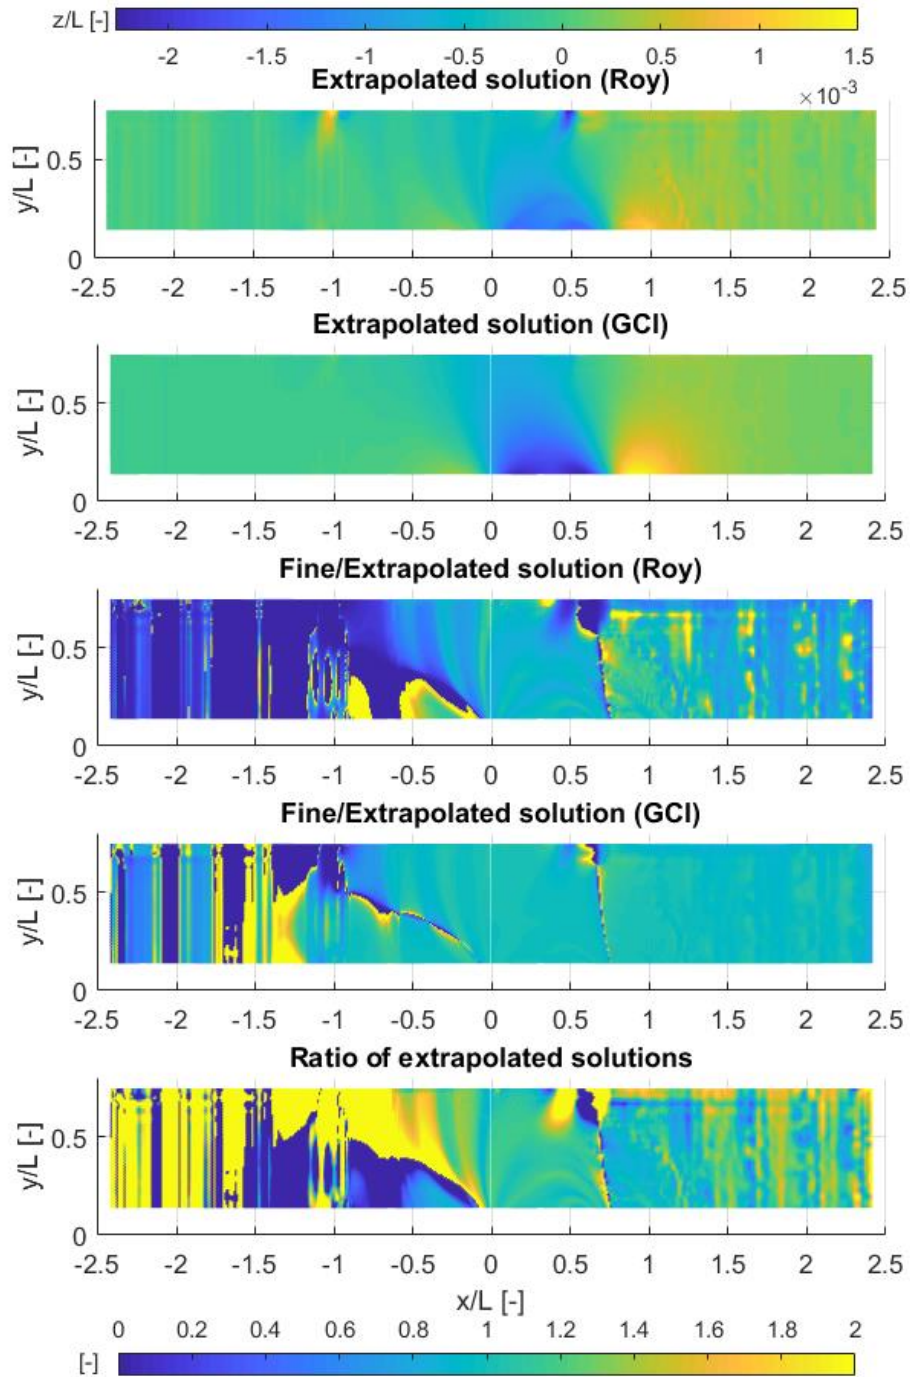 z/L [-]
-2 -1.5 -1 -0.5 0 0.5 1 1.5
Extrapolated solution (Roy)
×10-3
y/L [-]
0.5
0
-2.5 -2 -1.5 -1 -0.5 0 0.5 1 1.5 2 2.5
Extrapolated solution (GCI)
y/L [-]
0.5
0
-2.5 -2 -1.5 -1 -0.5 0 0.5 1 1.5 2 2.5
Fine/Extrapolated solution (Roy)
y/L [-]
0.5
0
-2.5 -2 -1.5 -1 -0.5 0 0.5 1 1.5 2 2.5
Fine/Extrapolated solution (GCI)
y/L [-]
0.5
0
-2.5 -2 -1.5 -1 -0.5 0 0.5 1 1.5 2 2.5
Ratio of extrapolated solutions
y/L [-]
0.5
0
-2.5 -2 -1.5 -1 -0.5 0 0.5 1 1.5 2 2.5
x/L [-]
0 0.2 0.4 0.6 0.8 1 1.2 1.4 1.6 1.8 2
[-]